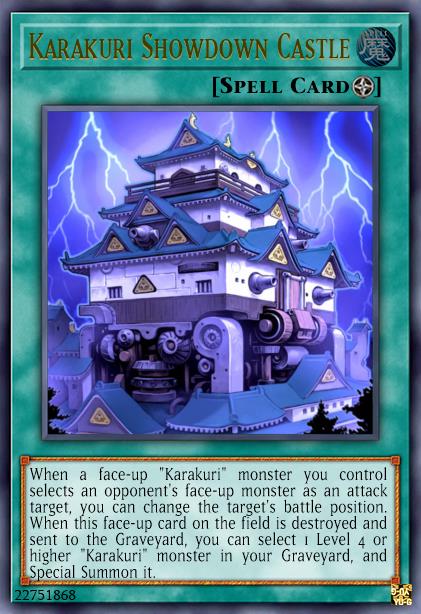 Karakuri Showdown Castle
魔
[Spell Card]
When a face-up "Karakuri" monster you control
selects an opponent's face-up monster as an attack
target, you can change the target's battle position.
When this face-up card on the field is destroyed and
sent to the Graveyard, you can select 1 Level 4 or
higher "Karakuri" monster in your Graveyard, and
Special Summon it.
22751868